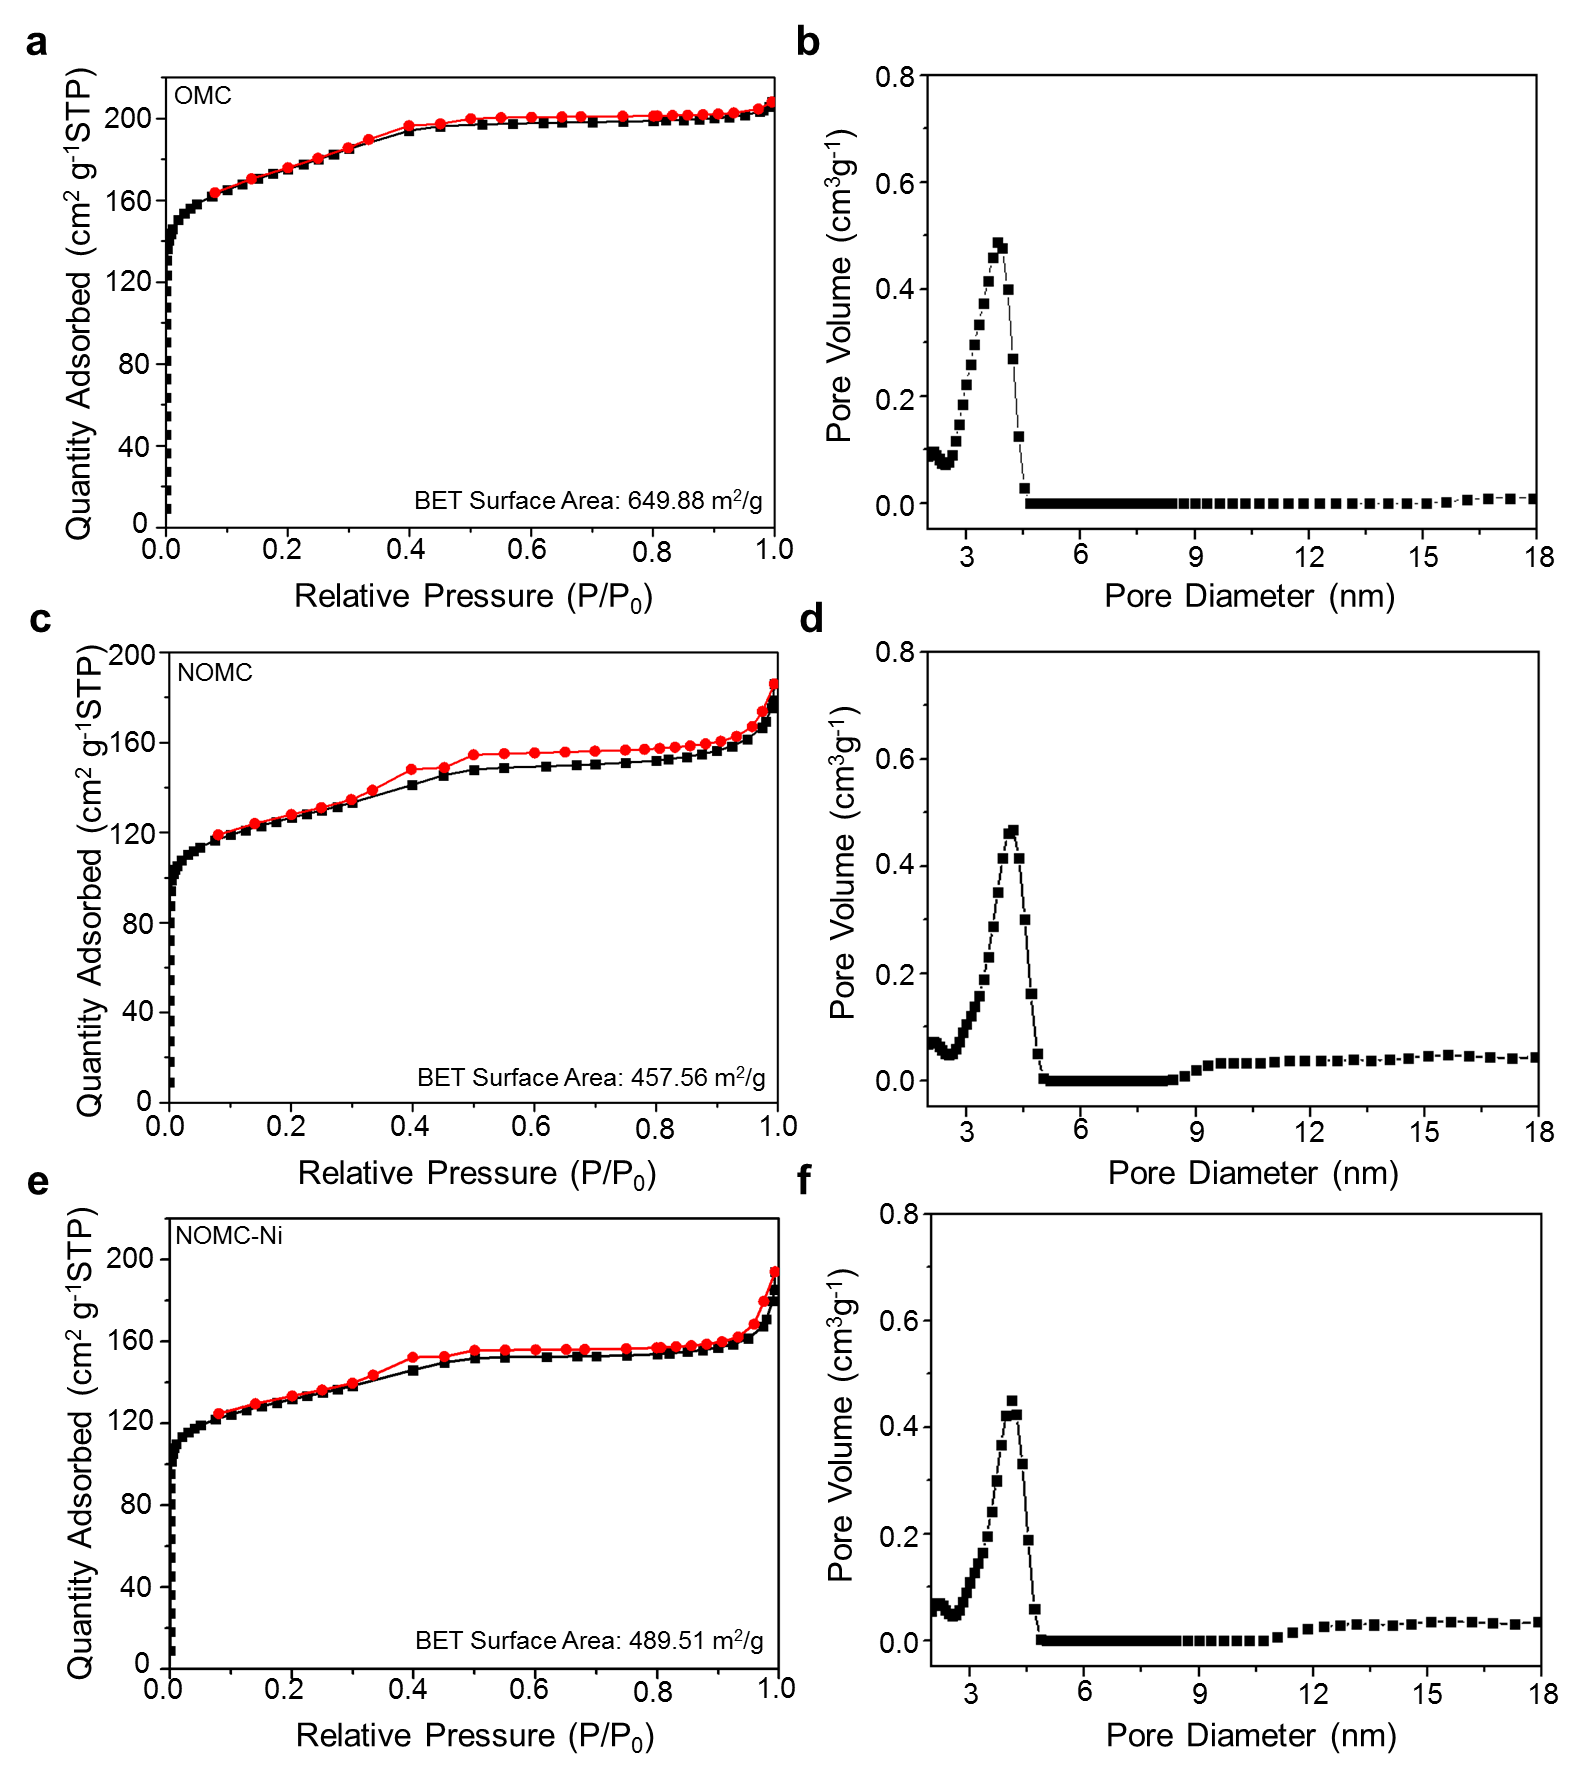 a
OMC
Quantity Adsorbed (cm² g⁻¹STP)
200
160
120
80
40
0
BET Surface Area: 649.88 m²/g
0.0 0.2 0.4 0.6 0.8 1.0
Relative Pressure (P/P₀)
b
Pore Volume (cm³g⁻¹)
0.8
0.6
0.4
0.2
0.0
3 6 9 12 15 18
Pore Diameter (nm)
c
NOMC
Quantity Adsorbed (cm² g⁻¹STP)
200
160
120
80
40
0
BET Surface Area: 457.56 m²/g
0.0 0.2 0.4 0.6 0.8 1.0
Relative Pressure (P/P₀)
d
Pore Volume (cm³g⁻¹)
0.8
0.6
0.4
0.2
0.0
3 6 9 12 15 18
Pore Diameter (nm)
e
NOMC-Ni
Quantity Adsorbed (cm² g⁻¹STP)
200
160
120
80
40
0
BET Surface Area: 489.51 m²/g
0.0 0.2 0.4 0.6 0.8 1.0
Relative Pressure (P/P₀)
f
Pore Volume (cm³g⁻¹)
0.8
0.6
0.4
0.2
0.0
3 6 9 12 15 18
Pore Diameter (nm)